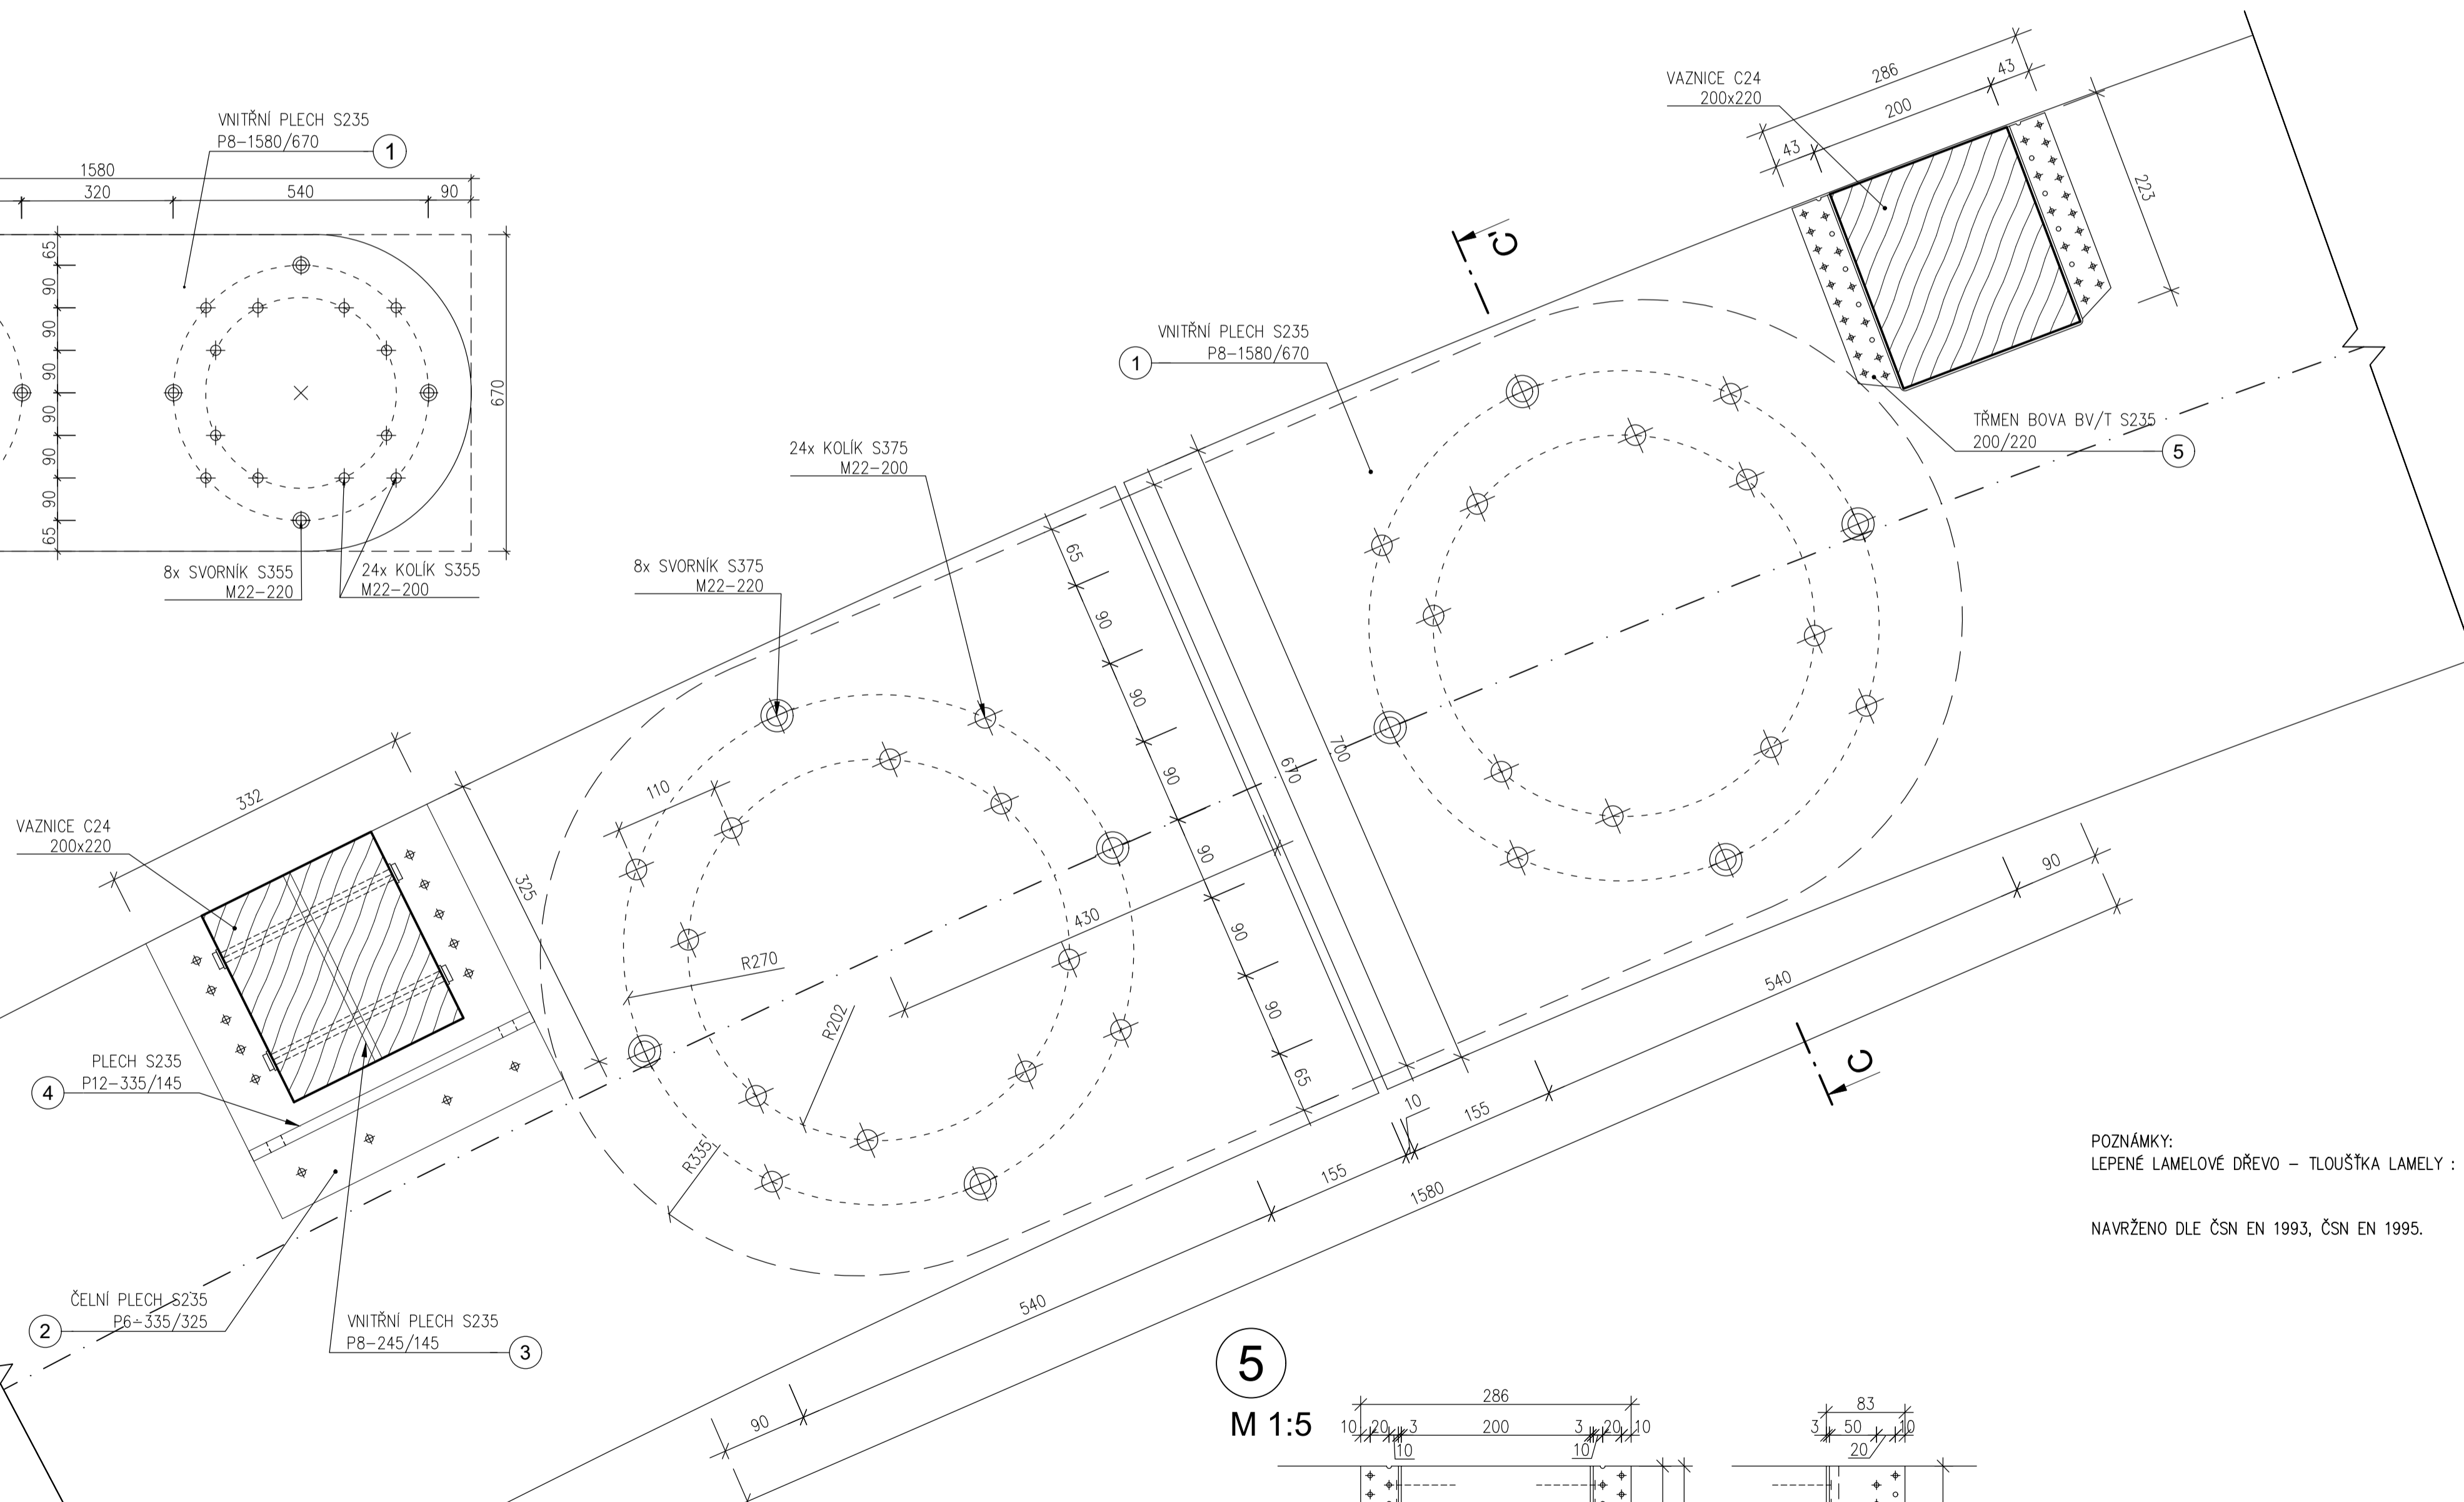 VNITŘNÍ PLECH S235
P8-1580/670
1
1580
320
540
90
65
90
90
90
90
90
90
65
670
8x SVORNÍK S355
M22-220
24x KOLÍK S355
M22-200
VAZNICE C24
200x220
286
43
200
43
223
C'
VNITŘNÍ PLECH S235
P8-1580/670
1
TŘMEN BOVA BV/T S235
200/220
5
24x KOLÍK S375
M22-200
8x SVORNÍK S375
M22-220
65
90
90
90
90
90
90
65
670
700
332
VAZNICE C24
200x220
325
110
430
R270
R202
R335
PLECH S235
P12-335/145
4
ČELNÍ PLECH S235
P6-335/325
2
VNITŘNÍ PLECH S235
P8-245/145
3
90
540
155
10
155
540
90
1580
C
POZNÁMKY:
LEPENÉ LAMELOVÉ DŘEVO – TLOUŠŤKA LAMELY :
NAVRŽENO DLE ČSN EN 1993, ČSN EN 1995.
5
M 1:5
286
10 20 3 200 3 20 10
10 10
83
3 50 10
20